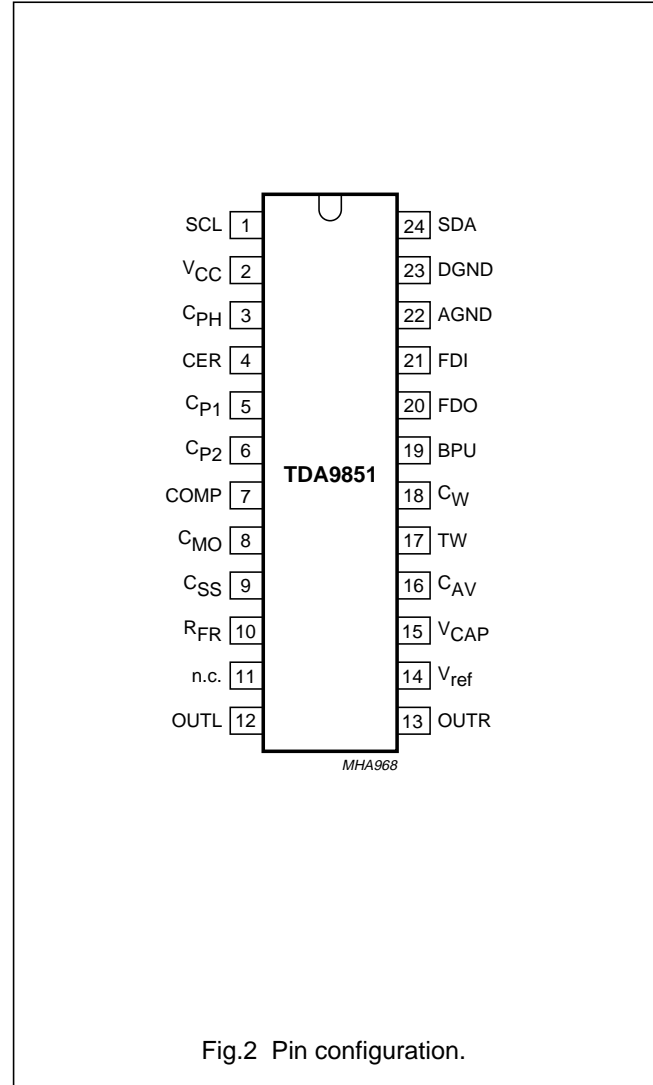 SCL 1 24 SDA
VCC 2 23 DGND
CPH 3 22 AGND
CER 4 21 FDI
CP1 5 20 FDO
CP2 6 19 BPU
TDA9851
COMP 7 18 CW
CMO 8 17 TW
CSS 9 16 CAV
RFR 10 15 VCAP
n.c. 11 14 Vref
OUTL 12 13 OUTR
MHA968
Fig.2 Pin configuration.